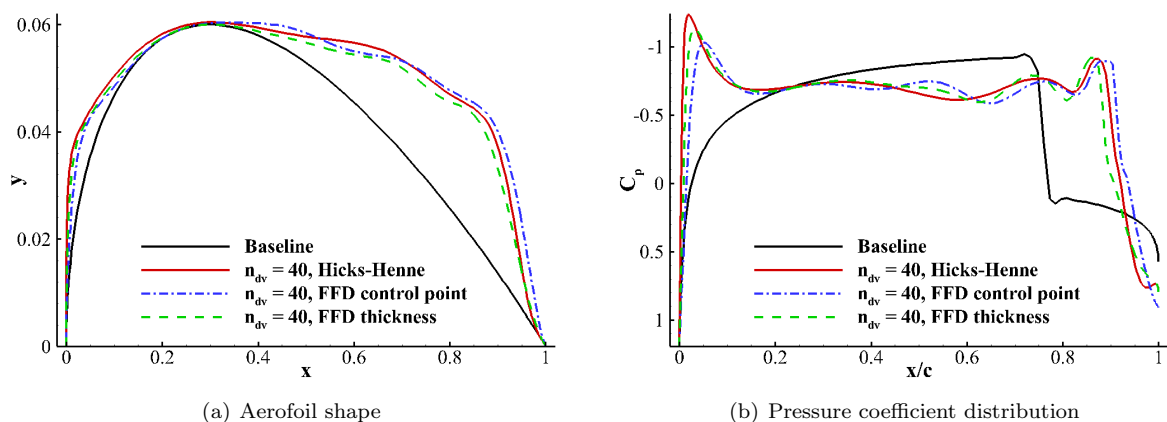 y
0.06
0.04
0.02
0
Baseline
n_dv = 40, Hicks-Henne
n_dv = 40, FFD control point
n_dv = 40, FFD thickness
0 0.2 0.4 0.6 0.8 1
x
(a) Aerofoil shape
C_p
-1
-0.5
0
0.5
1
Baseline
n_dv = 40, Hicks-Henne
n_dv = 40, FFD control point
n_dv = 40, FFD thickness
0 0.2 0.4 0.6 0.8 1
x/c
(b) Pressure coefficient distribution